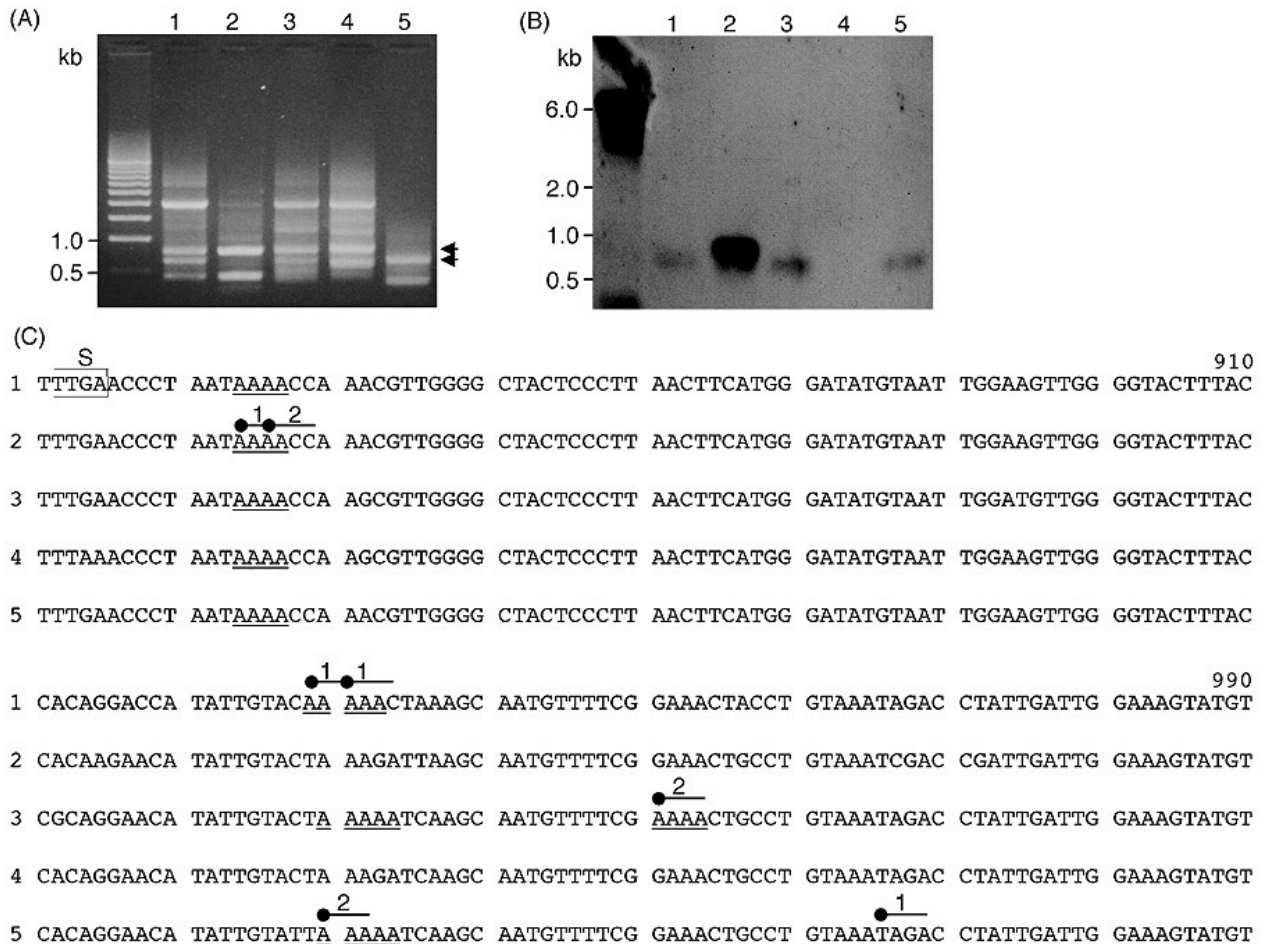 (A) 1 2 3 4 5
kb
1.0
0.5
(B) 1 2 3 4 5
kb
6.0
2.0
1.0
0.5
(C)
S
910
1 TTTGAACCCT AATAAAACCA AACGTTGGGG CTACTCCCTT AACTTCATGG GATATGTAAT TGGAAGTTGG GGTACTTTAC
1 2
2 TTTGAACCCT AATAAAACCA AACGTTGGGG CTACTCCCTT AACTTCATGG GATATGTAAT TGGAAGTTGG GGTACTTTAC
3 TTTGAACCCT AATAAAACCA AGCGTTGGGG CTACTCCCTT AACTTCATGG GATATGTAAT TGGATGTTGG GGTACTTTAC
4 TTTAAACCCT AATAAAACCA AGCGTTGGGG CTACTCCCTT AACTTCATGG GATATGTAAT TGGAAGTTGG GGTACTTTAC
5 TTTGAACCCT AATAAAACCA AACGTTGGGG CTACTCCCTT AACTTCATGG GATATGTAAT TGGAAGTTGG GGTACTTTAC
1 1
990
1 CACAGGACCA TATTGTACAA AAACTAAAGC AATGTTTTCG GAAACTACCT GTAAATAGAC CTATTGATTG GAAAGTATGT
2 CACAAGAACA TATTGTACTA AAGATTAAGC AATGTTTTCG GAAACTGCCT GTAAATCGAC CGATTGATTG GAAAGTATGT
2
3 CGCAGGAACA TATTGTACTA AAAATCAAGC AATGTTTTCG AAAACTGCCT GTAAATAGAC CTATTGATTG GAAAGTATGT
4 CACAGGAACA TATTGTACTA AAGATCAAGC AATGTTTTCG GAAACTGCCT GTAAATAGAC CTATTGATTG GAAAGTATGT
2 1
5 CACAGGAACA TATTGTATTA AAAATCAAGC AATGTTTTCG GAAACTGCCT GTAAATAGAC CTATTGATTG GAAAGTATGT